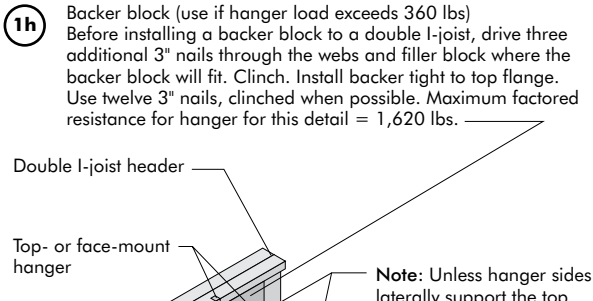 1h
Backer block (use if hanger load exceeds 360 lbs)
Before installing a backer block to a double I-joist, drive three
additional 3" nails through the webs and filler block where the
backer block will fit. Clinch. Install backer tight to top flange.
Use twelve 3" nails, clinched when possible. Maximum factored
resistance for hanger for this detail = 1,620 lbs.
Double I-joist header
Top- or face-mount
hanger
Note: Unless hanger sides
laterally support the top